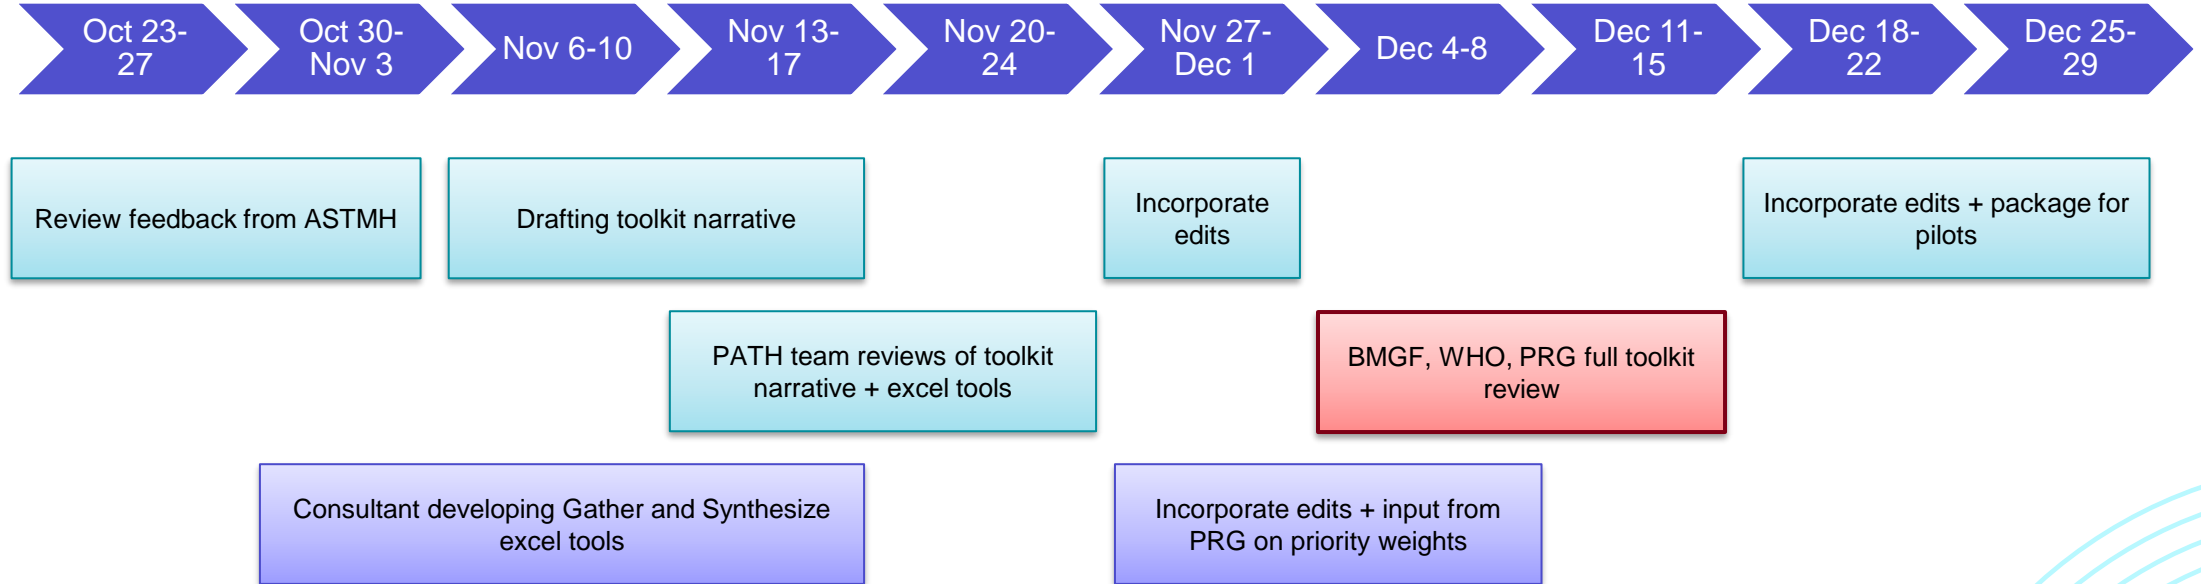 Oct 23-
27
Oct 30-
Nov 3
Nov 6-10
Nov 13-
17
Nov 20-
24
Nov 27-
Dec 1
Dec 4-8
Dec 11-
15
Dec 18-
22
Dec 25-
29
Review feedback from ASTMH
Drafting toolkit narrative
Incorporate
edits
Incorporate edits + package for
pilots
PATH team reviews of toolkit
narrative + excel tools
BMGF, WHO, PRG full toolkit
review
Consultant developing Gather and Synthesize
excel tools
Incorporate edits + input from
PRG on priority weights